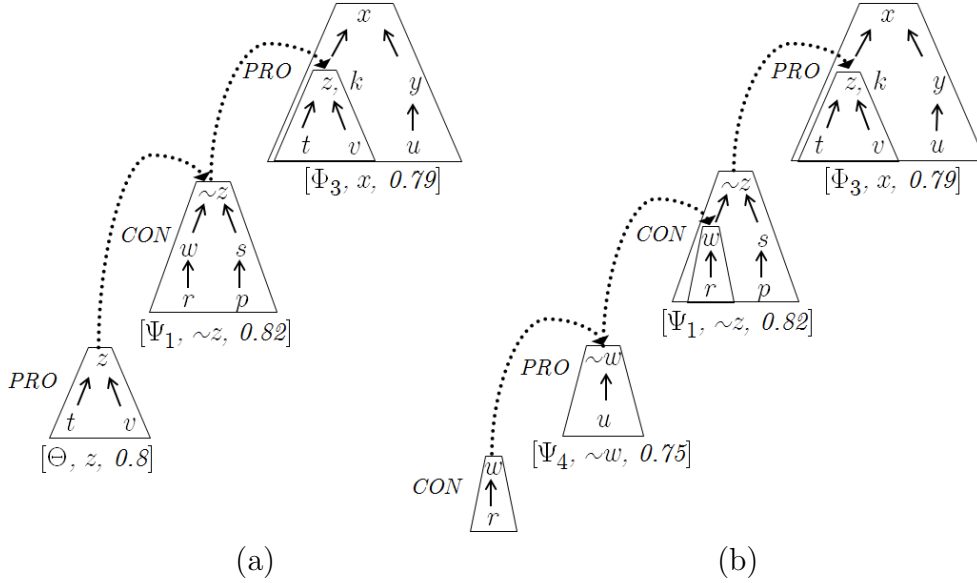 x
PRO
z, k
y
t v u
[Φ3, x, 0.79]
∼z
CON
w s
r p
[Ψ1, ∼z, 0.82]
z
PRO
t v
[Θ, z, 0.8]
(a)
x
PRO
z, k
y
t v u
[Φ3, x, 0.79]
∼z
CON
w s
r p
[Ψ1, ∼z, 0.82]
∼w
PRO
u
[Ψ4, ∼w, 0.75]
w
CON
r
(b)